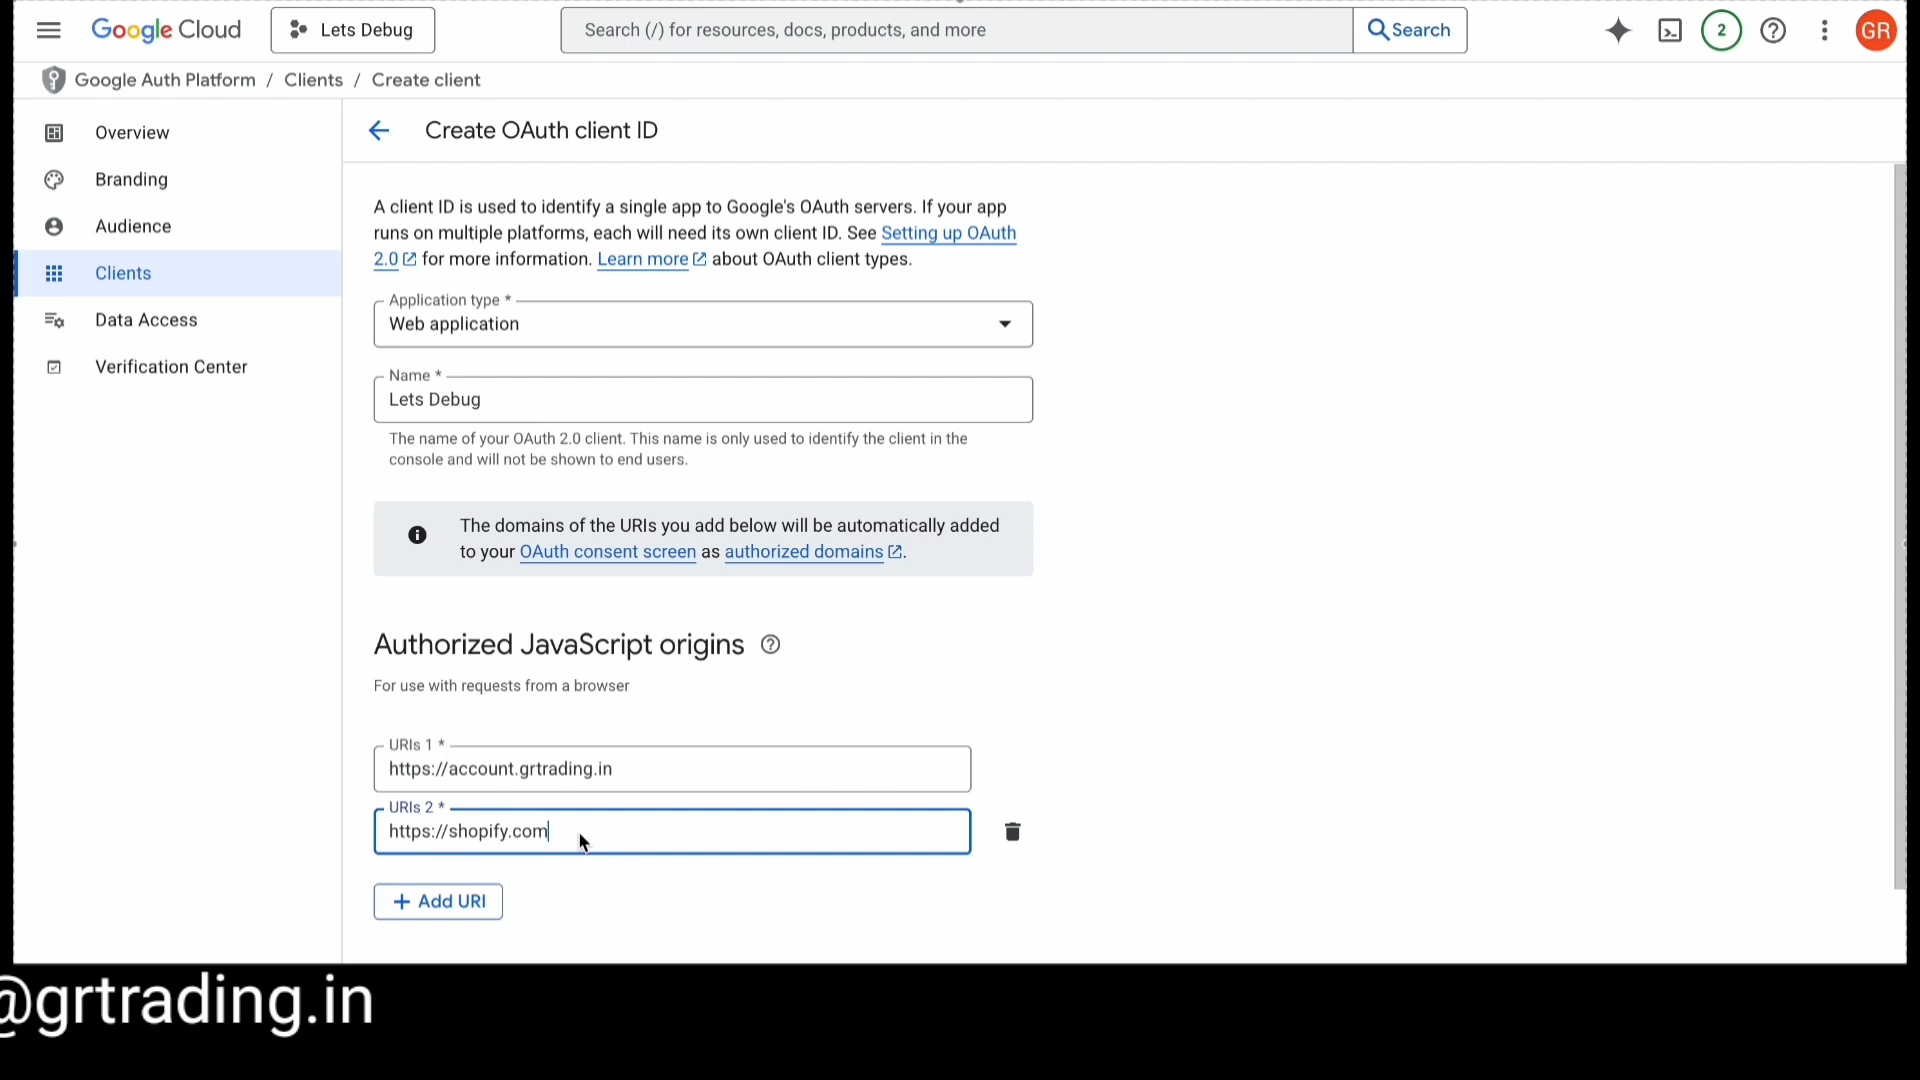 Google Cloud
Lets Debug
Search (/) for resources, docs, products, and more
Search
2
GR
Google Auth Platform / Clients / Create client
Overview
Branding
Audience
Clients
Data Access
Verification Center
Create OAuth client ID
A client ID is used to identify a single app to Google's OAuth servers. If your app
runs on multiple platforms, each will need its own client ID. See Setting up OAuth
2.0 for more information. Learn more about OAuth client types.
Application type *
Web application
Name *
Lets Debug
The name of your OAuth 2.0 client. This name is only used to identify the client in the
console and will not be shown to end users.
The domains of the URIs you add below will be automatically added
to your OAuth consent screen as authorized domains.
Authorized JavaScript origins
For use with requests from a browser
URIs 1 *
https://account.grtrading.in
URIs 2 *
https://shopify.com
+ Add URI
@grtrading.in